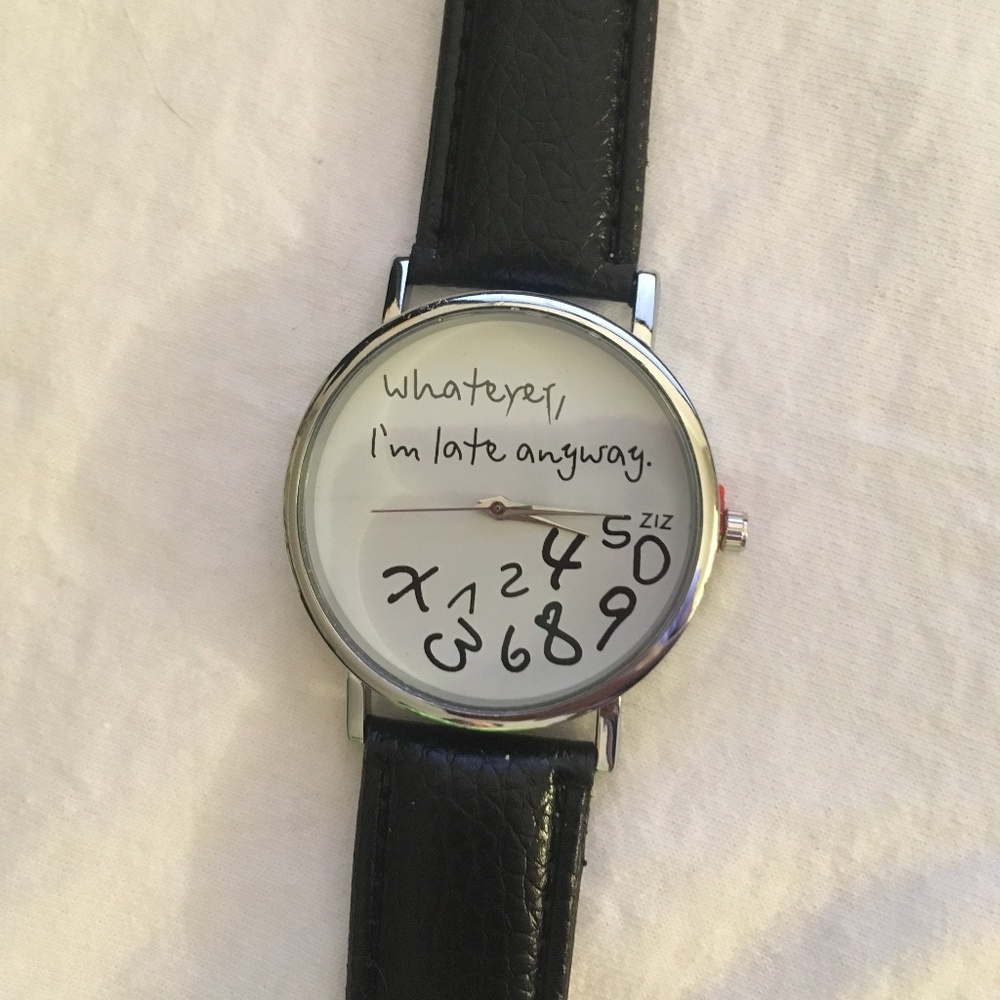 whatever,
I'm late anyway.
5 ZIZ
4 0
x 1 2
3 6 8 9